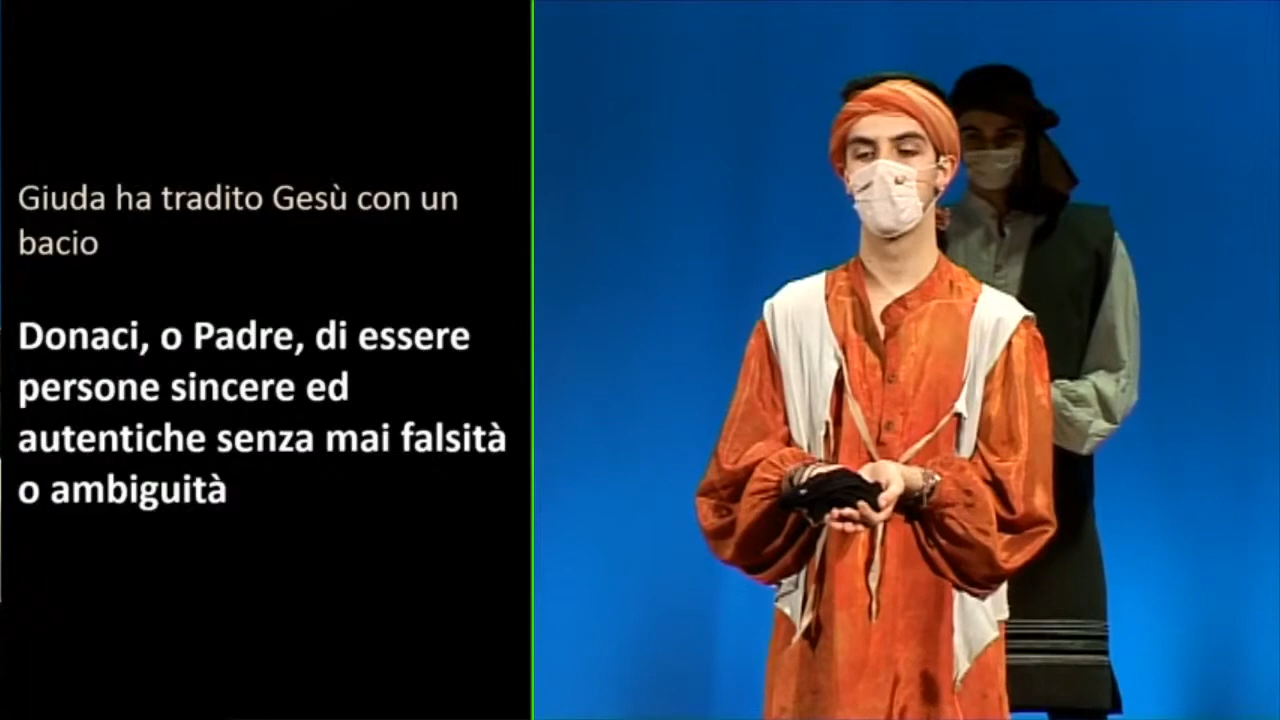 Giuda ha tradito Gesù con un
bacio
Donaci, o Padre, di essere
persone sincere ed
autentiche senza mai falsità
o ambiguità